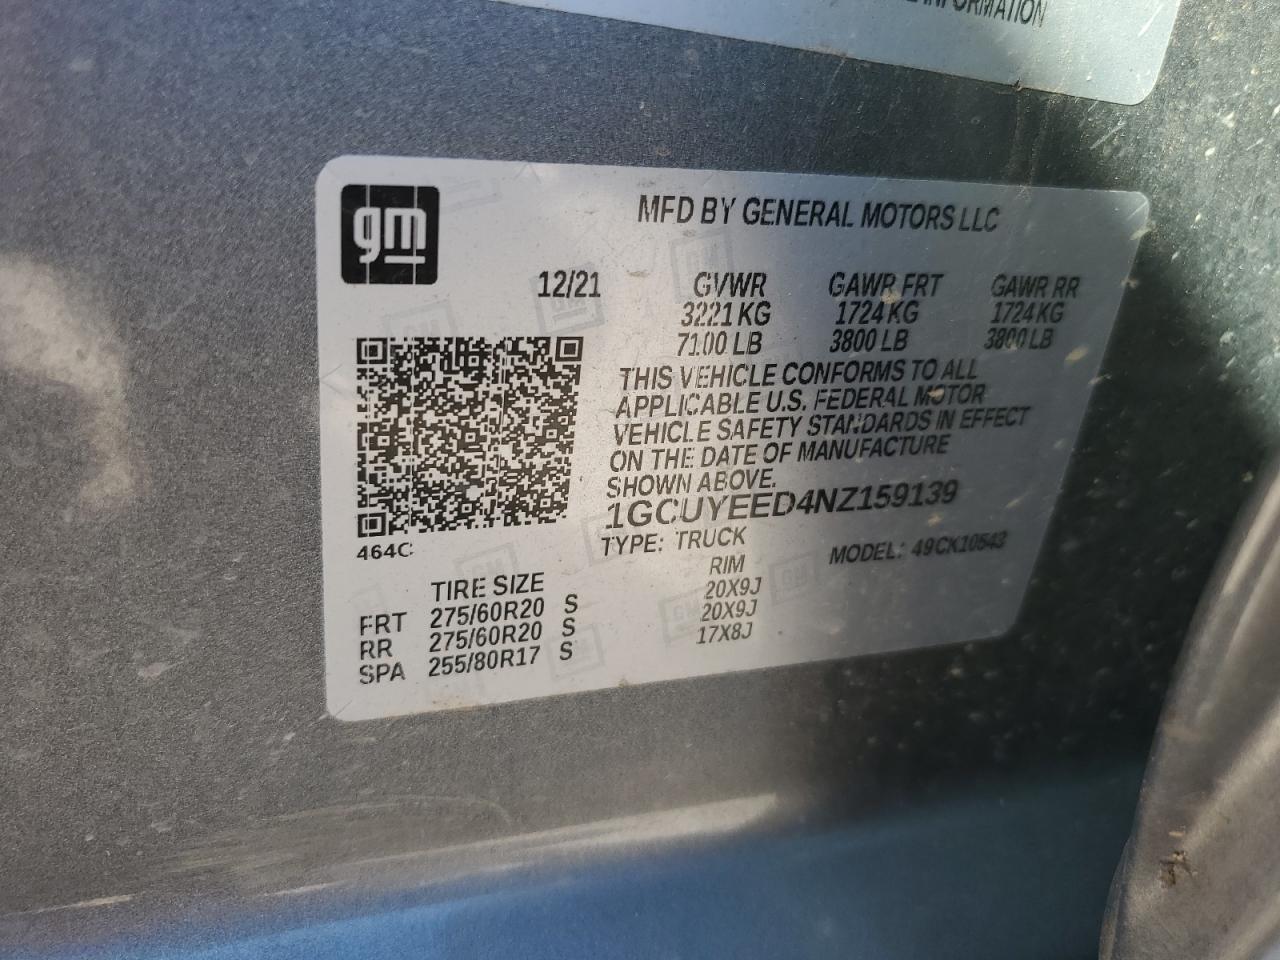 INFORMATION
gm
MFD BY GENERAL MOTORS LLC
12/21 GVWR GAWR FRT GAWR RR
3221 KG 1724 KG 1724 KG
7100 LB 3800 LB 3800 LB
THIS VEHICLE CONFORMS TO ALL
APPLICABLE U.S. FEDERAL MOTOR
VEHICLE SAFETY STANDARDS IN EFFECT
ON THE DATE OF MANUFACTURE
SHOWN ABOVE.
1GCUYEED4NZ159139
464C TYPE: TRUCK MODEL: 49CK10543
TIRE SIZE RIM
FRT 275/60R20 S 20X9J
RR 275/60R20 S 20X9J
SPA 255/80R17 S 17X8J